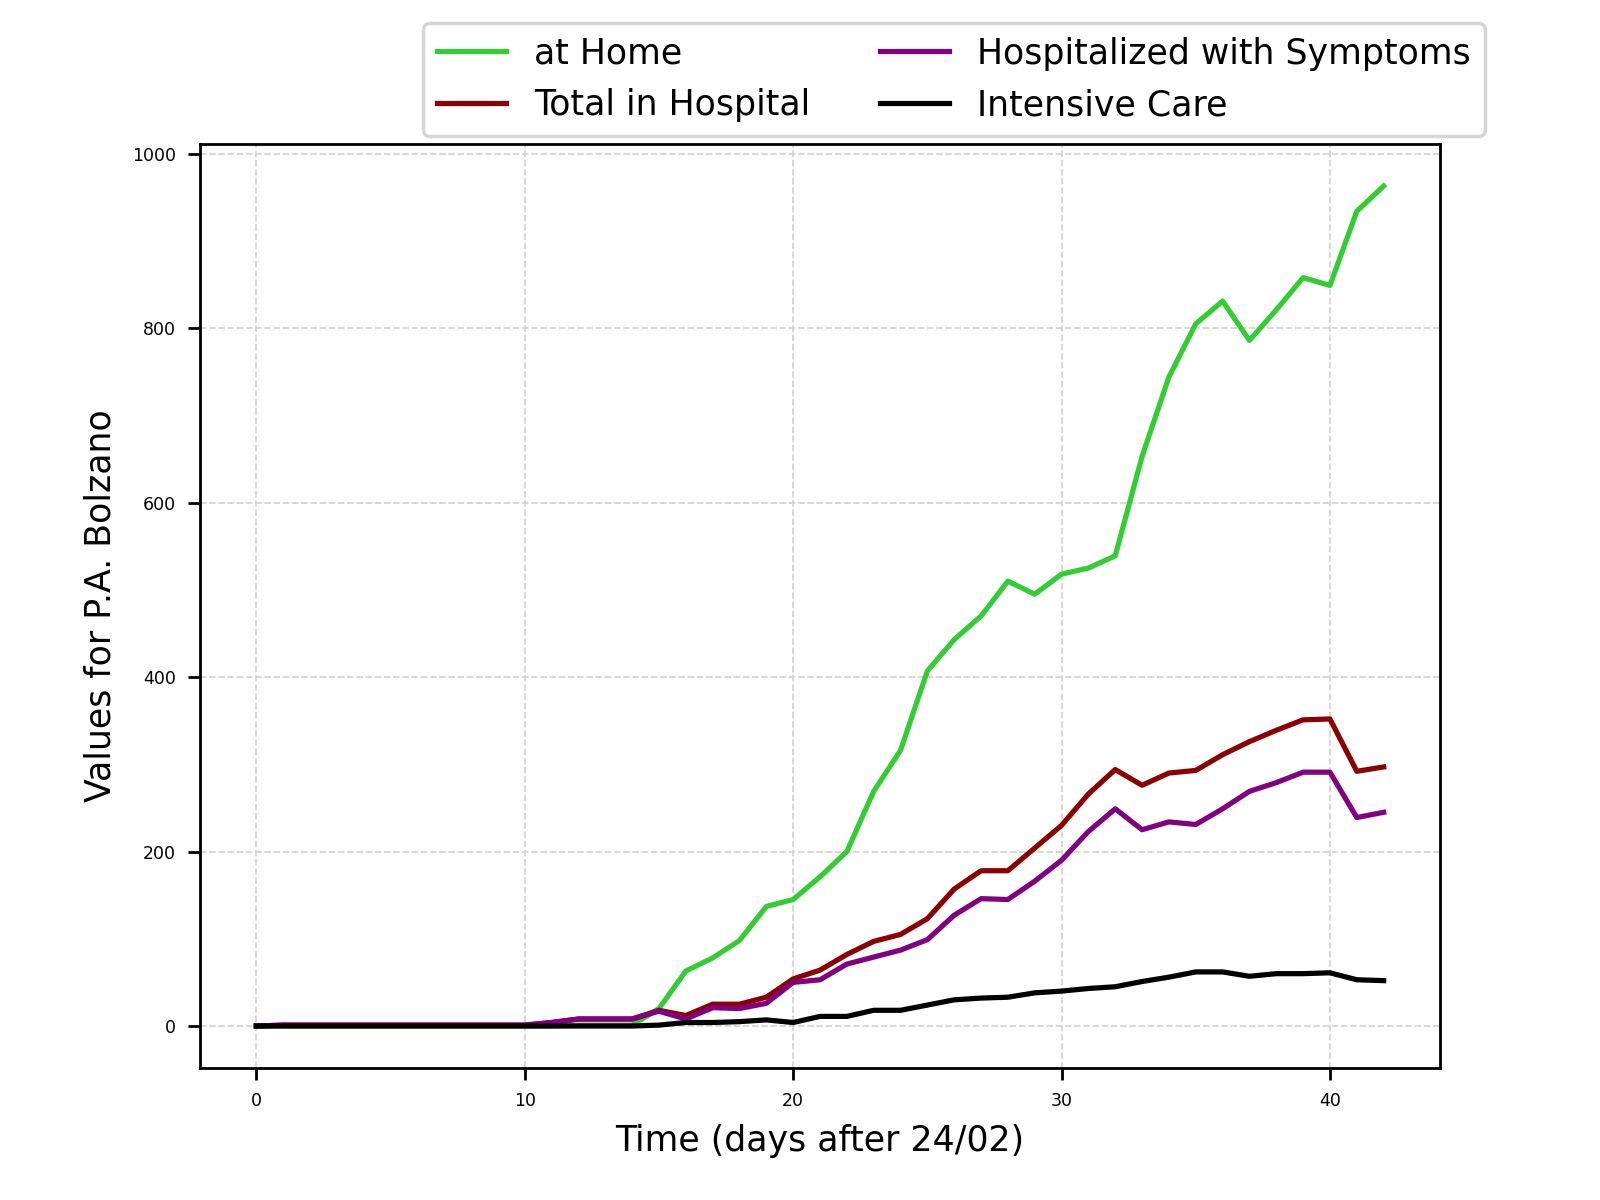 at Home
Total in Hospital
Hospitalized with Symptoms
Intensive Care
Values for P.A. Bolzano
1000
800
600
400
200
0
0 10 20 30 40
Time (days after 24/02)